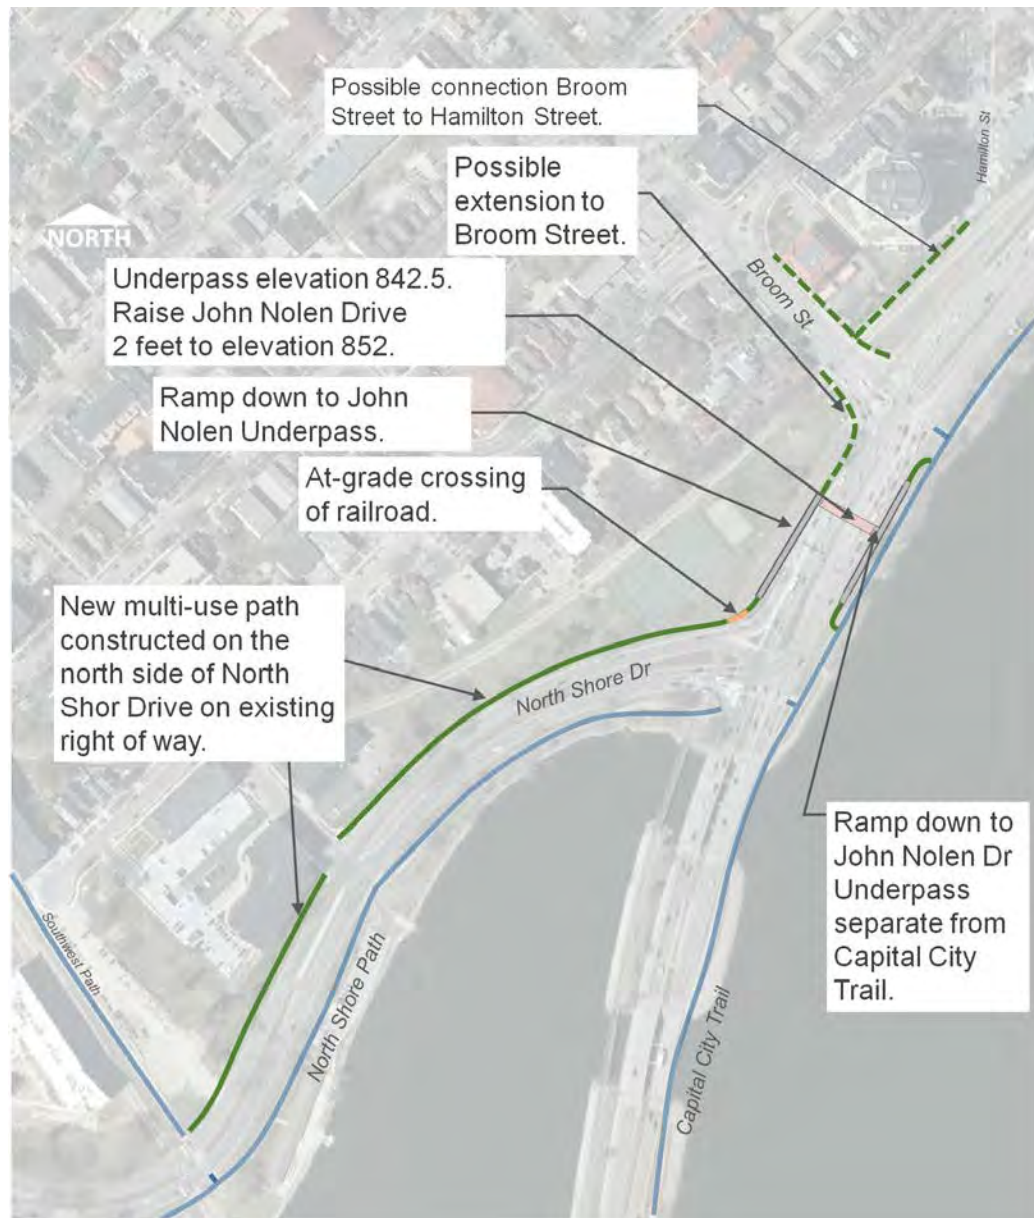 Possible connection Broom
Street to Hamilton Street.
Hamilton St
Possible
extension to
Broom Street.
NORTH
Underpass elevation 842.5.
Raise John Nolen Drive
2 feet to elevation 852.
Broom St
Ramp down to John
Nolen Underpass.
At-grade crossing
of railroad.
New multi-use path
constructed on the
north side of North
Shor Drive on existing
right of way.
North Shore Dr
Ramp down to
John Nolen Dr
Underpass
separate from
Capital City
Trail.
Southwest Path
North Shore Path
Capital City Trail